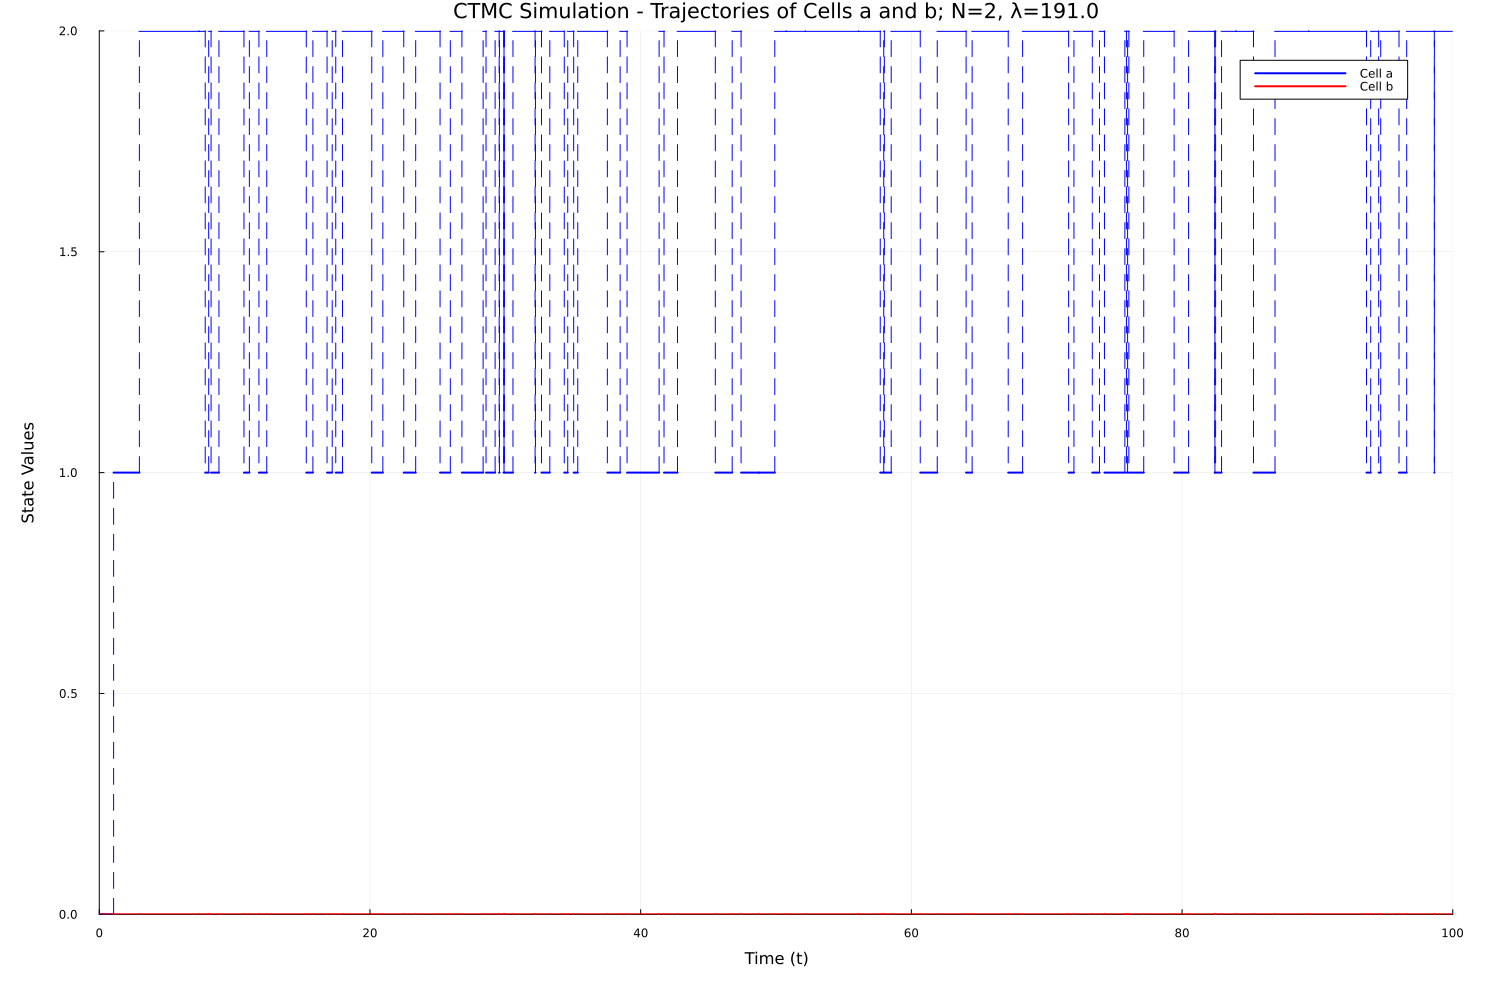 CTMC Simulation - Trajectories of Cells a and b; N=2, λ=191.0
2.0
Cell a
Cell b
1.5
1.0
State Values
0.5
0.0
0 20 40 60 80 100
Time (t)